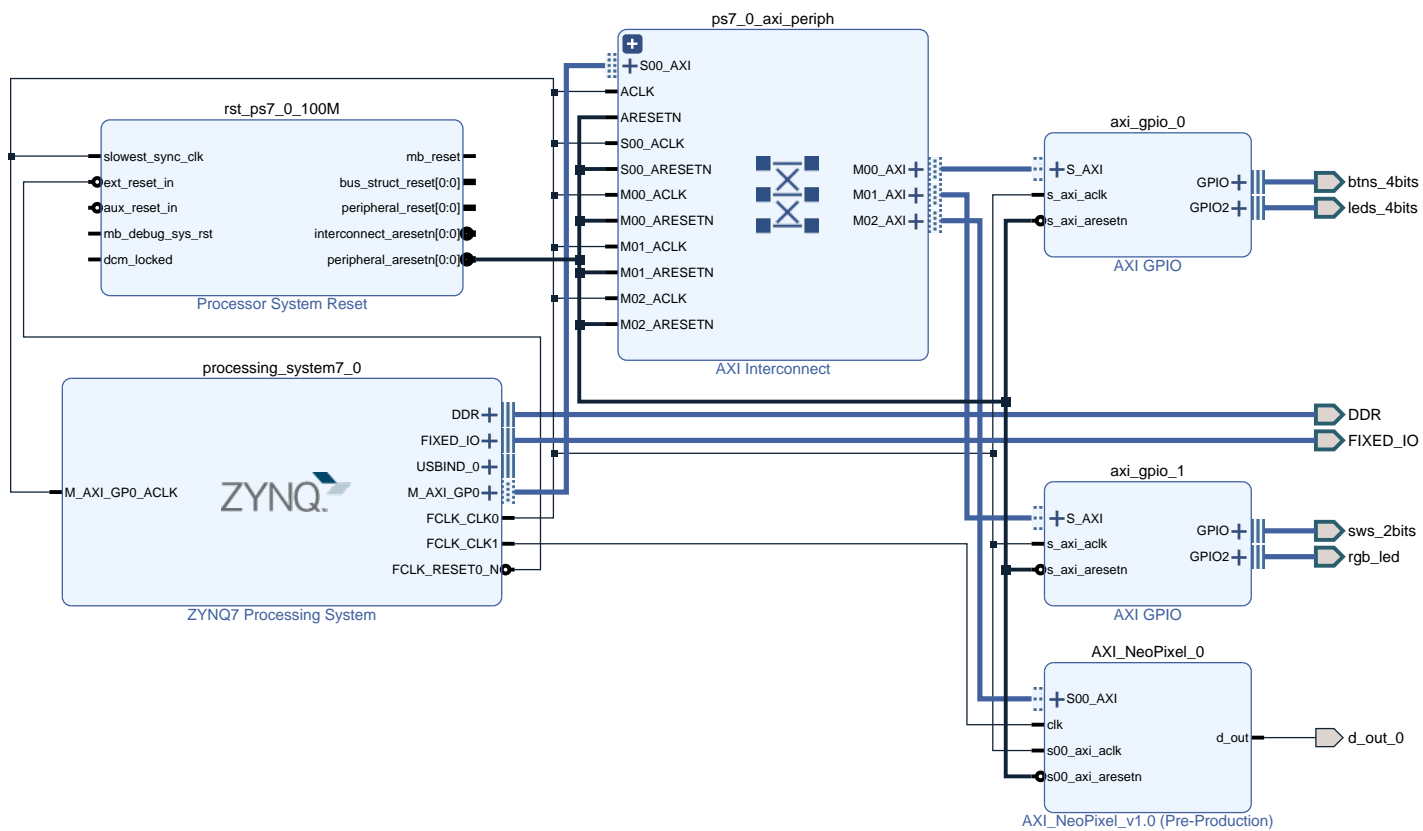 ps7_0_axi_periph
S00_AXI
ACLK
ARESETN
S00_ACLK
S00_ARESETN
M00_ACLK
M00_ARESETN
M01_ACLK
M01_ARESETN
M02_ACLK
M02_ARESETN
M00_AXI
M01_AXI
M02_AXI
AXI Interconnect
rst_ps7_0_100M
slowest_sync_clk
ext_reset_in
aux_reset_in
mb_debug_sys_rst
dcm_locked
mb_reset
bus_struct_reset[0:0]
peripheral_reset[0:0]
interconnect_aresetn[0:0]
peripheral_aresetn[0:0]
Processor System Reset
axi_gpio_0
S_AXI
s_axi_aclk
s_axi_aresetn
GPIO
GPIO2
AXI GPIO
btns_4bits
leds_4bits
processing_system7_0
M_AXI_GP0_ACLK
ZYNQ
DDR
FIXED_IO
USBIND_0
M_AXI_GP0
FCLK_CLK0
FCLK_CLK1
FCLK_RESET0_N
ZYNQ7 Processing System
DDR
FIXED_IO
axi_gpio_1
S_AXI
s_axi_aclk
s_axi_aresetn
GPIO
GPIO2
AXI GPIO
sws_2bits
rgb_led
AXI_NeoPixel_0
S00_AXI
clk
s00_axi_aclk
s00_axi_aresetn
d_out
AXI_NeoPixel_v1.0 (Pre-Production)
d_out_0